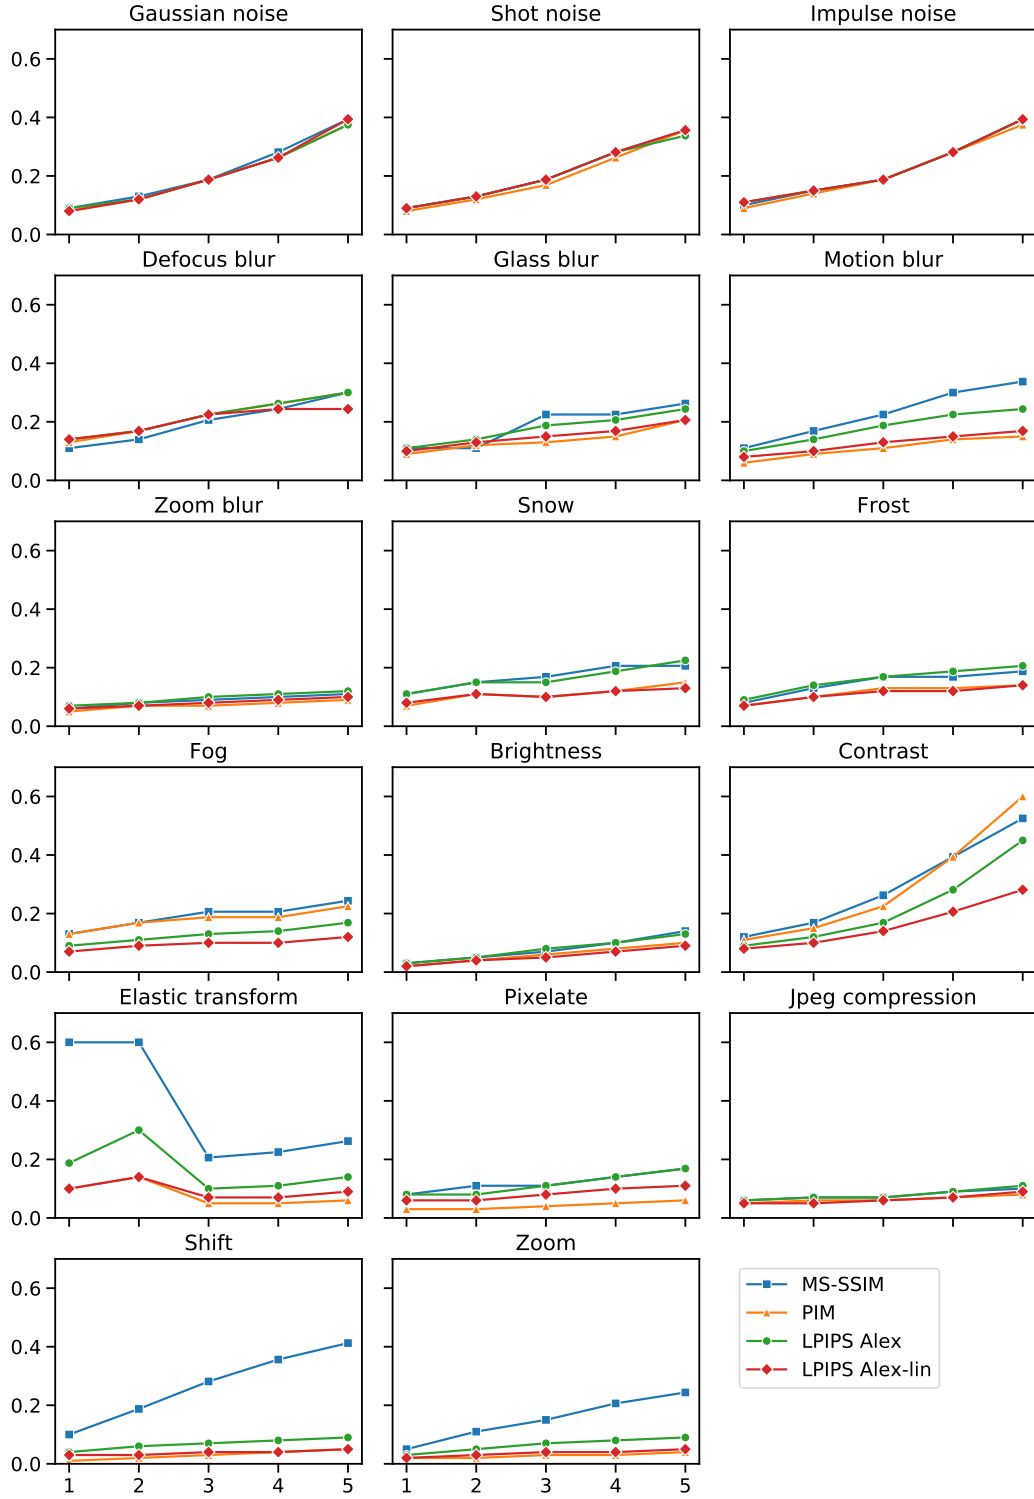 Gaussian noise Shot noise Impulse noise
0.6
0.4
0.2
0.0
Defocus blur Glass blur Motion blur
0.6
0.4
0.2
0.0
Zoom blur Snow Frost
0.6
0.4
0.2
0.0
Fog Brightness Contrast
0.6
0.4
0.2
0.0
Elastic transform Pixelate Jpeg compression
0.6
0.4
0.2
0.0
Shift Zoom
0.6
0.4
0.2
0.0
1 2 3 4 5 1 2 3 4 5
MS-SSIM
PIM
LPIPS Alex
LPIPS Alex-lin